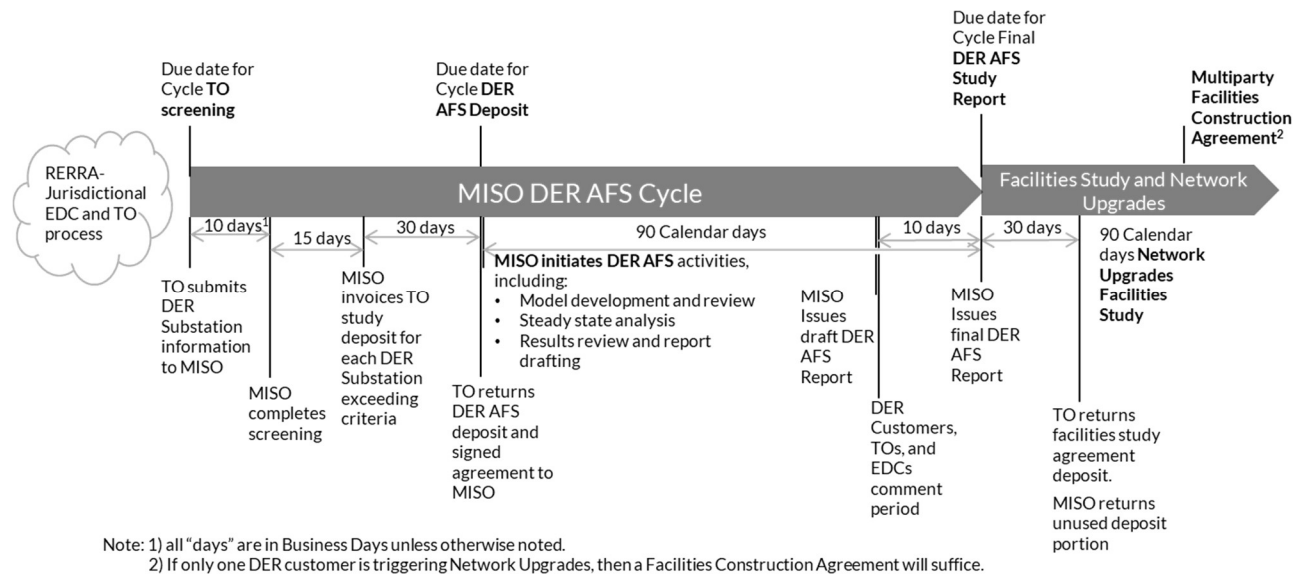 Due date for
Cycle TO
screening
Due date for
Cycle DER
AFS Deposit
Due date for
Cycle Final
DER AFS
Study
Report
Multiparty
Facilities
Construction
Agreement²
RERRA-
Jurisdictional
EDC and TO
process
MISO DER AFS Cycle
Facilities Study and Network
Upgrades
10 days¹
15 days
30 days
90 Calendar days
10 days
30 days
TO submits
DER
Substation
information
to MISO
MISO
completes
screening
MISO
invoices TO
study
deposit for
each DER
Substation
exceeding
criteria
TO returns
DER AFS
deposit and
signed
agreement to
MISO
MISO initiates DER AFS activities,
including:
• Model development and review
• Steady state analysis
• Results review and report
drafting
MISO
Issues
draft DER
AFS
Report
DER
Customers,
TOs, and
EDCs
comment
period
MISO
Issues
final DER
AFS
Report
TO returns
facilities study
agreement
deposit.
MISO returns
unused deposit
portion
90 Calendar
days Network
Upgrades
Facilities
Study
Note: 1) all “days” are in Business Days unless otherwise noted.
2) If only one DER customer is triggering Network Upgrades, then a Facilities Construction Agreement will suffice.